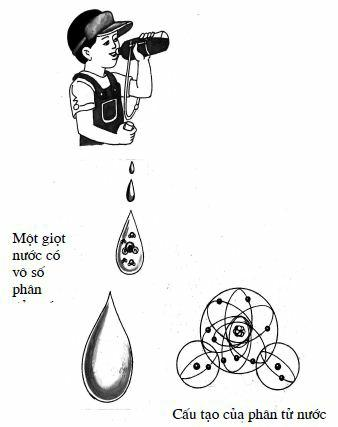 Một giọt
nước có
vô số
phân
Cấu tạo của phân tử nước